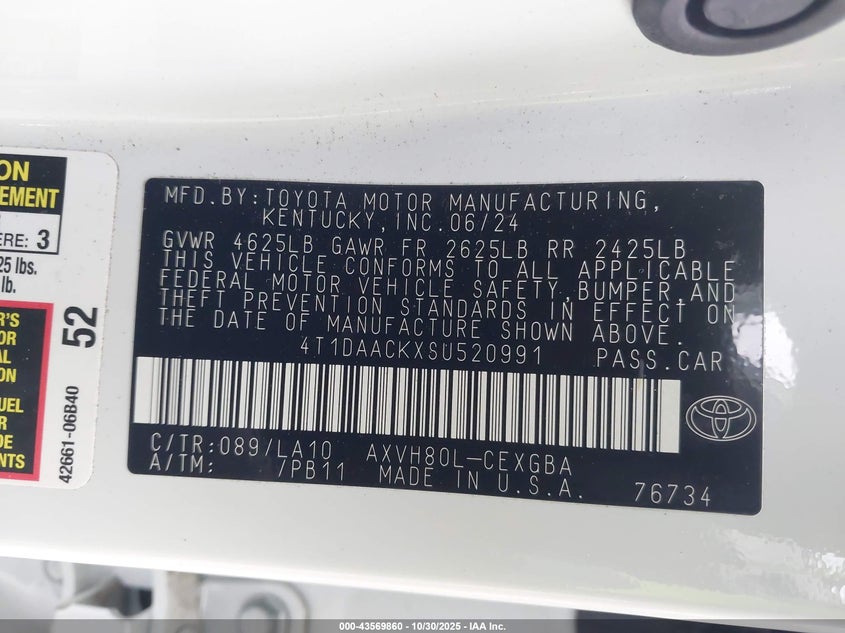 ON
EMENT
ERE: 3
25 lbs.
lb.
R'S
OR
AL
ON
UEL
R
DE
ENTS
52
42661-06B40
MFD.BY:TOYOTA MOTOR MANUFACTURING,
KENTUCKY,INC.06/24
GVWR 4625LB GAWR FR 2625LB RR 2425LB
THIS VEHICLE CONFORMS TO ALL APPLICABLE
FEDERAL MOTOR VEHICLE SAFETY,BUMPER,AND
THEFT PREVENTION STANDARDS IN EFFECT ON
THE DATE OF MANUFACTURE SHOWN ABOVE.
4T1DAACKXSU520991 PASS.CAR
C/TR:089/LA10 AXVH80L-CEXGBA
A/TM: /PB11 MADE IN U.S.A. 76734
000-43569860 - 10/30/2025 - IAA Inc.